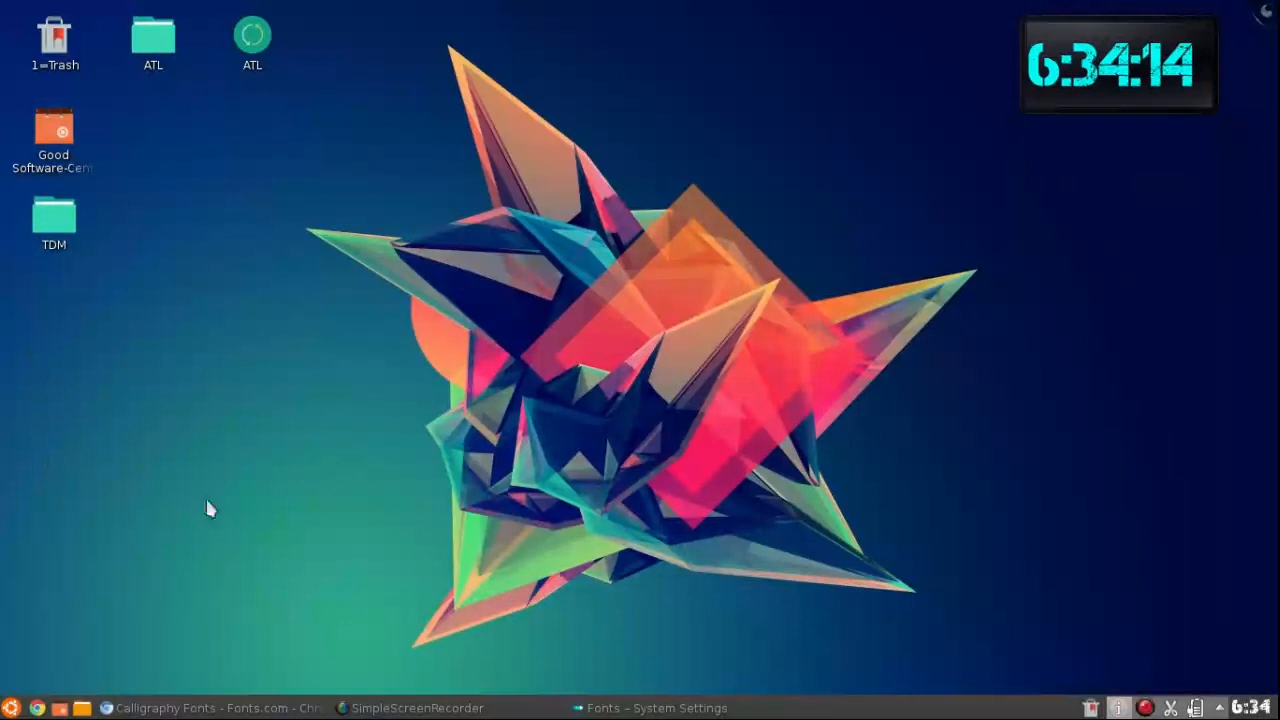 1=Trash
ATL
ATL
6:34:14
Good
Software-Cent
TDM
Calligraphy Fonts - Fonts.com - Chr
SimpleScreenRecorder
Fonts – System Settings
6:34